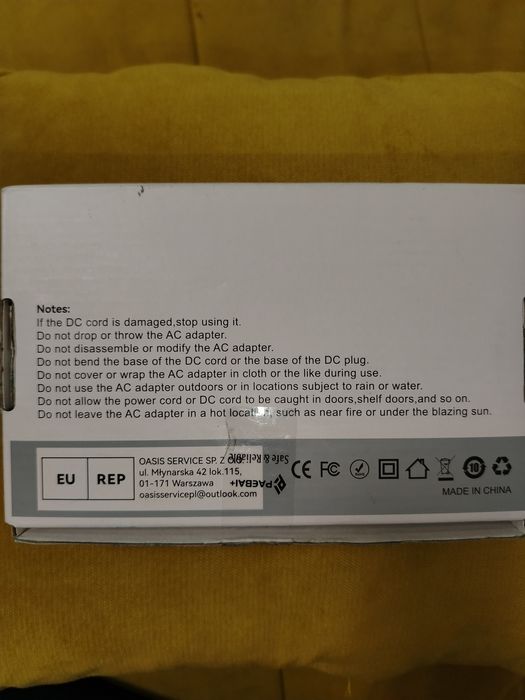 Notes:
If the DC cord is damaged,stop using it.
Do not drop or throw the AC adapter.
Do not disassemble or modify the AC adapter.
Do not bend the base of the DC cord or the base of the DC plug.
Do not cover or wrap the AC adapter in cloth or the like during use.
Do not use the AC adapter outdoors or in locations subject to rain or water.
Do not allow the power cord or DC cord to be caught in doors,shelf doors,and so on.
Do not leave the AC adapter in a hot such as near fire or under the blazing sun.
EU REP
OASIS SERVICE SP. Z
ul. Młynarska 42 lok.115,
01-171 Warszawa
oasisservicepl@outlook.com
Safe & Reliable
CE FC
10
MADE IN CHINA